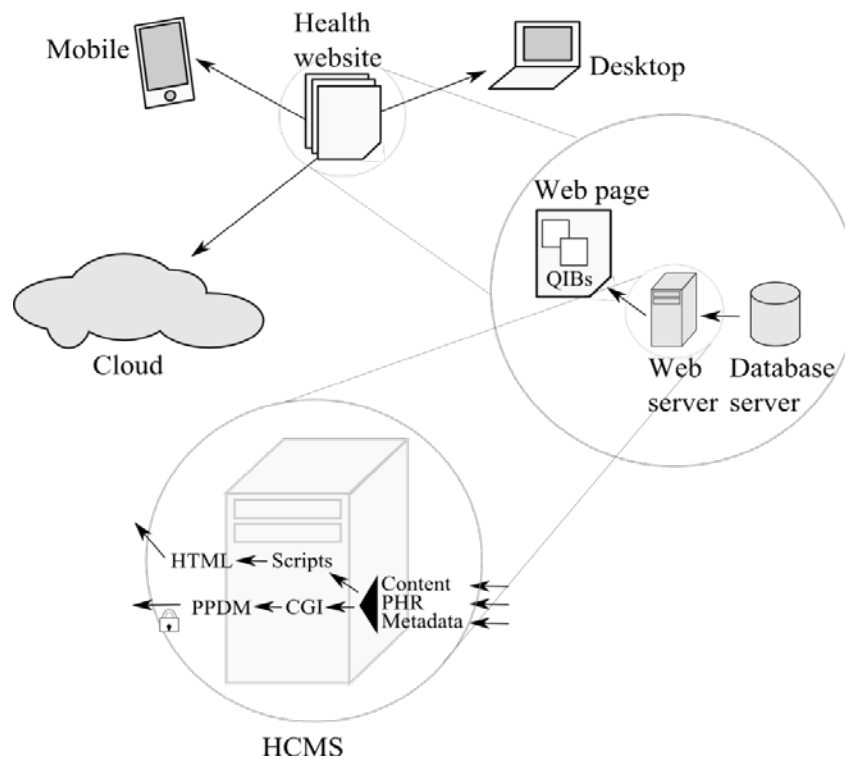 Mobile
Health
website
Desktop
Web page
QIBs
Cloud
Web
server
Database
server
HTML
Scripts
Content
PHR
Metadata
PPDM
CGI
HCMS